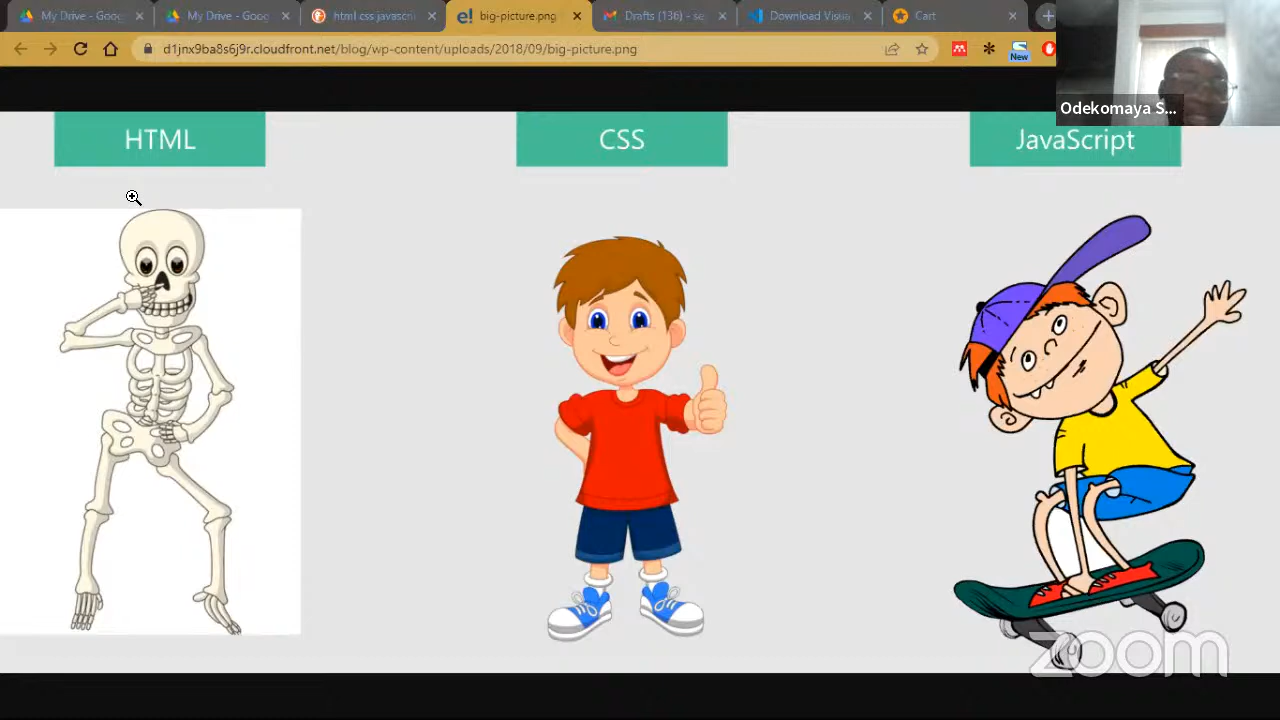 My Drive - Goog
My Drive - Goog
html css javascri
e! big-picture.png
Drafts (136) - se
Download Visua
Cart
d1jnx9ba8s6j9r.cloudfront.net/blog/wp-content/uploads/2018/09/big-picture.png
New
Odekomaya S...
HTML
CSS
JavaScript
zoom